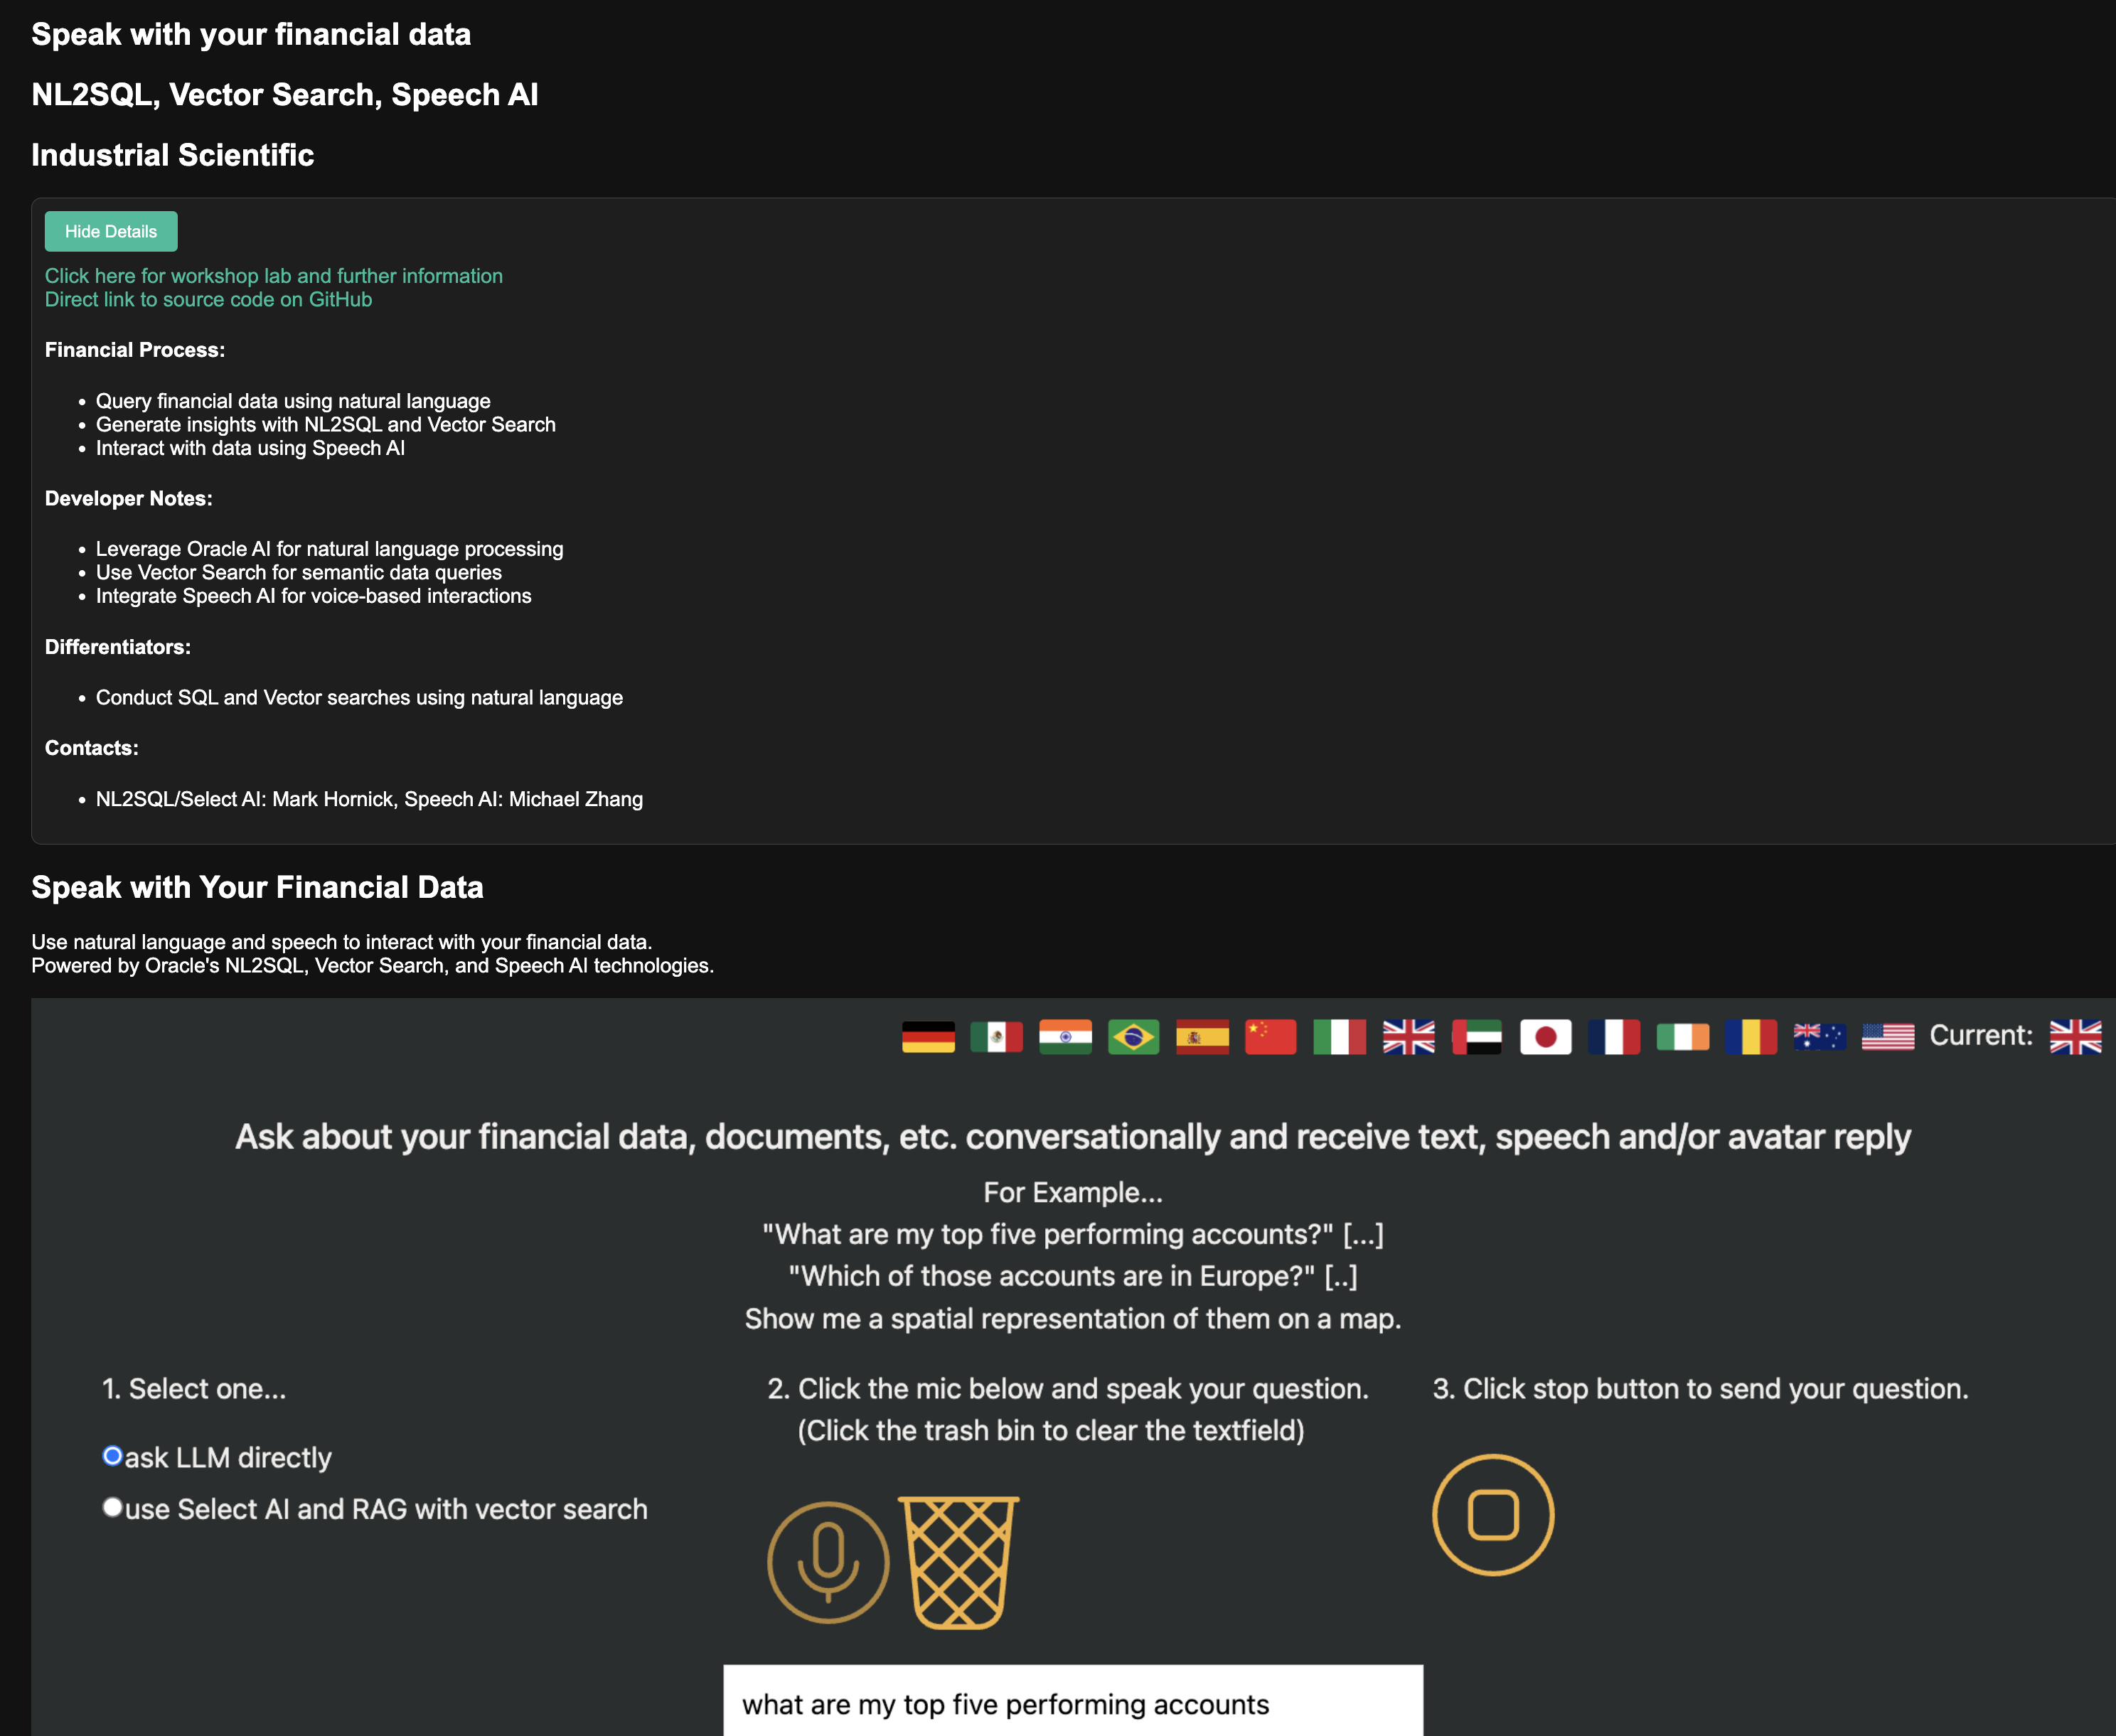 Speak with your financial data
NL2SQL, Vector Search, Speech AI
Industrial Scientific
Hide Details
Click here for workshop lab and further information
Direct link to source code on GitHub
Financial Process:
• Query financial data using natural language
• Generate insights with NL2SQL and Vector Search
• Interact with data using Speech AI
Developer Notes:
• Leverage Oracle AI for natural language processing
• Use Vector Search for semantic data queries
• Integrate Speech AI for voice-based interactions
Differentiators:
• Conduct SQL and Vector searches using natural language
Contacts:
• NL2SQL/Select AI: Mark Hornick, Speech AI: Michael Zhang
Speak with Your Financial Data
Use natural language and speech to interact with your financial data.
Powered by Oracle's NL2SQL, Vector Search, and Speech AI technologies.
Current:
Ask about your financial data, documents, etc. conversationally and receive text, speech and/or avatar reply
For Example...
"What are my top five performing accounts?" [...]
"Which of those accounts are in Europe?" [..]
Show me a spatial representation of them on a map.
1. Select one...
ask LLM directly
use Select AI and RAG with vector search
2. Click the mic below and speak your question.
(Click the trash bin to clear the textfield)
3. Click stop button to send your question.
what are my top five performing accounts